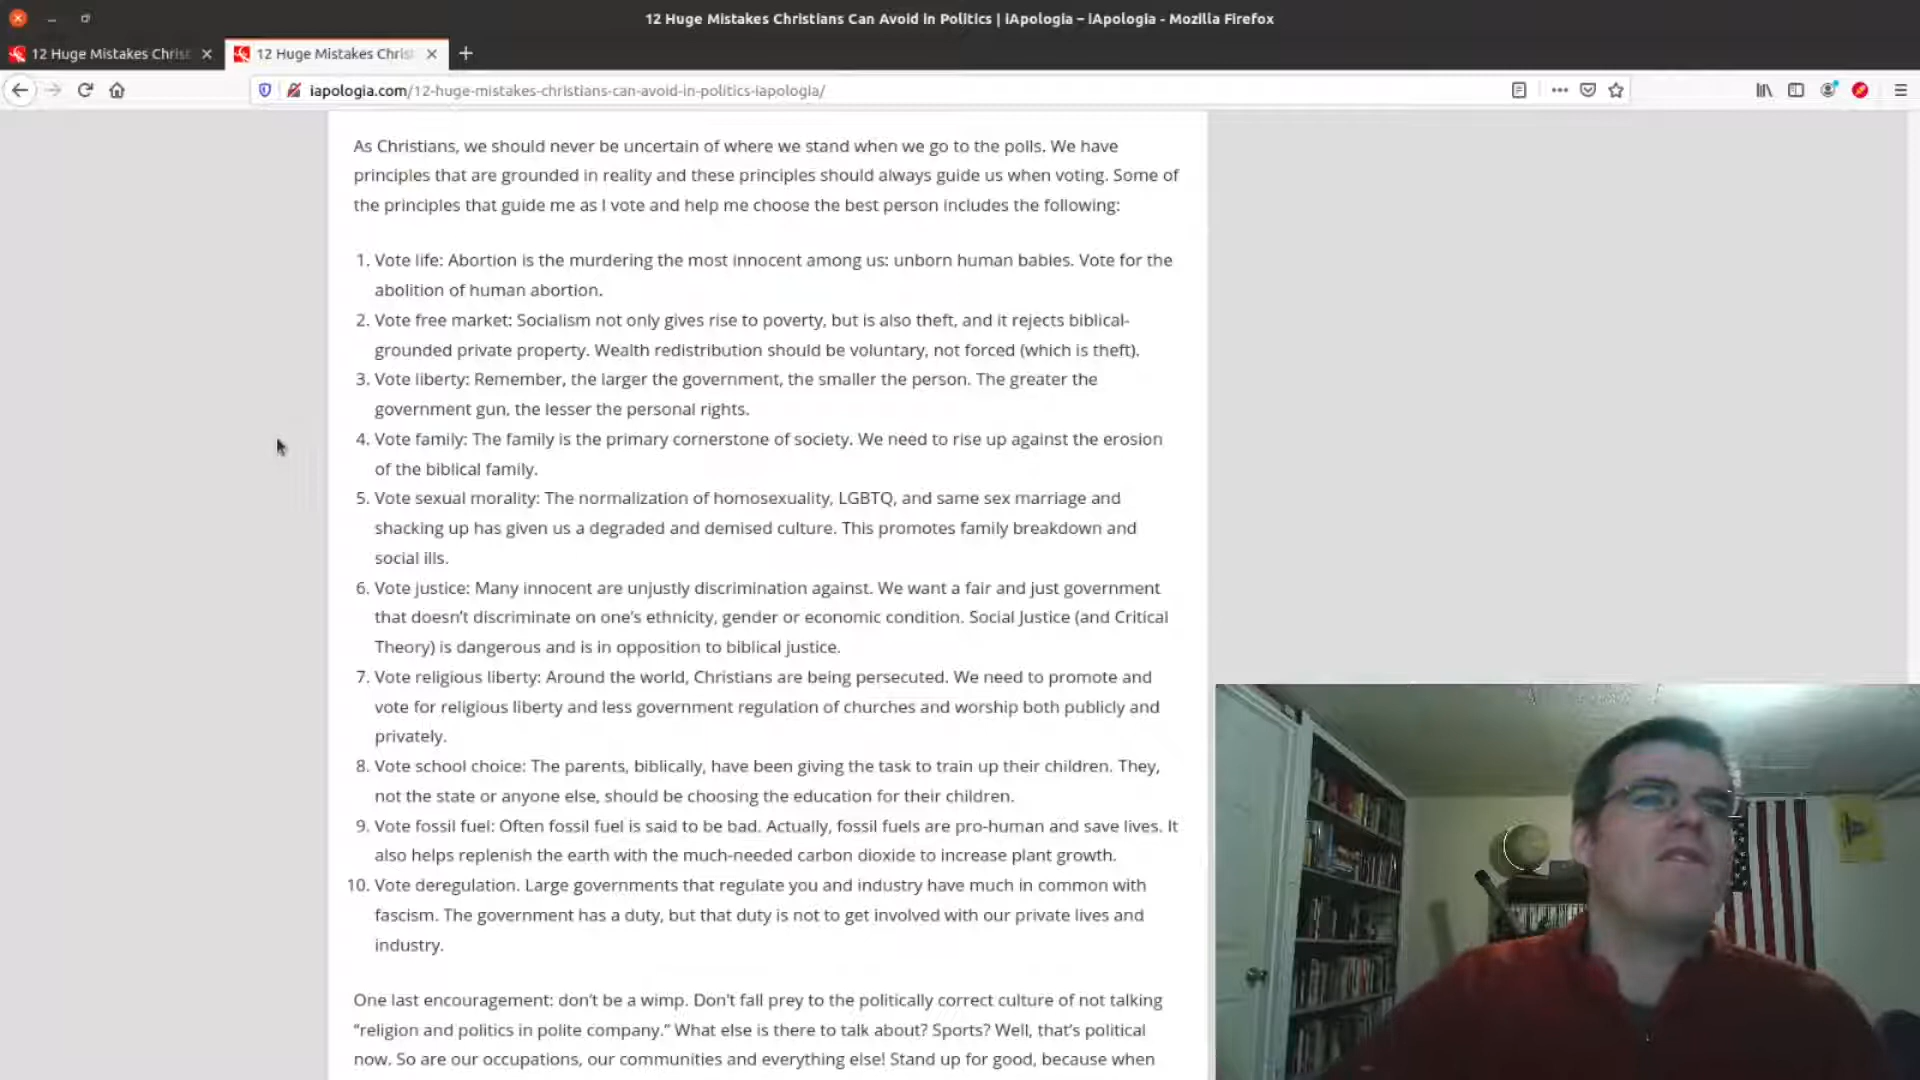 12 Huge Mistakes Christians Can Avoid in Politics | iApologia – iApologia - Mozilla Firefox
12 Huge Mistakes Christ
12 Huge Mistakes Chris
iapologia.com/12-huge-mistakes-christians-can-avoid-in-politics-iapologia/
As Christians, we should never be uncertain of where we stand when we go to the polls. We have
principles that are grounded in reality and these principles should always guide us when voting. Some of
the principles that guide me as I vote and help me choose the best person includes the following:
1. Vote life: Abortion is the murdering the most innocent among us: unborn human babies. Vote for the
abolition of human abortion.
2. Vote free market: Socialism not only gives rise to poverty, but is also theft, and it rejects biblical-
grounded private property. Wealth redistribution should be voluntary, not forced (which is theft).
3. Vote liberty: Remember, the larger the government, the smaller the person. The greater the
government gun, the lesser the personal rights.
4. Vote family: The family is the primary cornerstone of society. We need to rise up against the erosion
of the biblical family.
5. Vote sexual morality: The normalization of homosexuality, LGBTQ, and same sex marriage and
shacking up has given us a degraded and demised culture. This promotes family breakdown and
social ills.
6. Vote justice: Many innocent are unjustly discrimination against. We want a fair and just government
that doesn't discriminate on one's ethnicity, gender or economic condition. Social Justice (and Critical
Theory) is dangerous and is in opposition to biblical justice.
7. Vote religious liberty: Around the world, Christians are being persecuted. We need to promote and
vote for religious liberty and less government regulation of churches and worship both publicly and
privately.
8. Vote school choice: The parents, biblically, have been giving the task to train up their children. They,
not the state or anyone else, should be choosing the education for their children.
9. Vote fossil fuel: Often fossil fuel is said to be bad. Actually, fossil fuels are pro-human and save lives. It
also helps replenish the earth with the much-needed carbon dioxide to increase plant growth.
10. Vote deregulation. Large governments that regulate you and industry have much in common with
fascism. The government has a duty, but that duty is not to get involved with our private lives and
industry.
One last encouragement: don't be a wimp. Don't fall prey to the politically correct culture of not talking
"religion and politics in polite company." What else is there to talk about? Sports? Well, that's political
now. So are our occupations, our communities and everything else! Stand up for good, because when